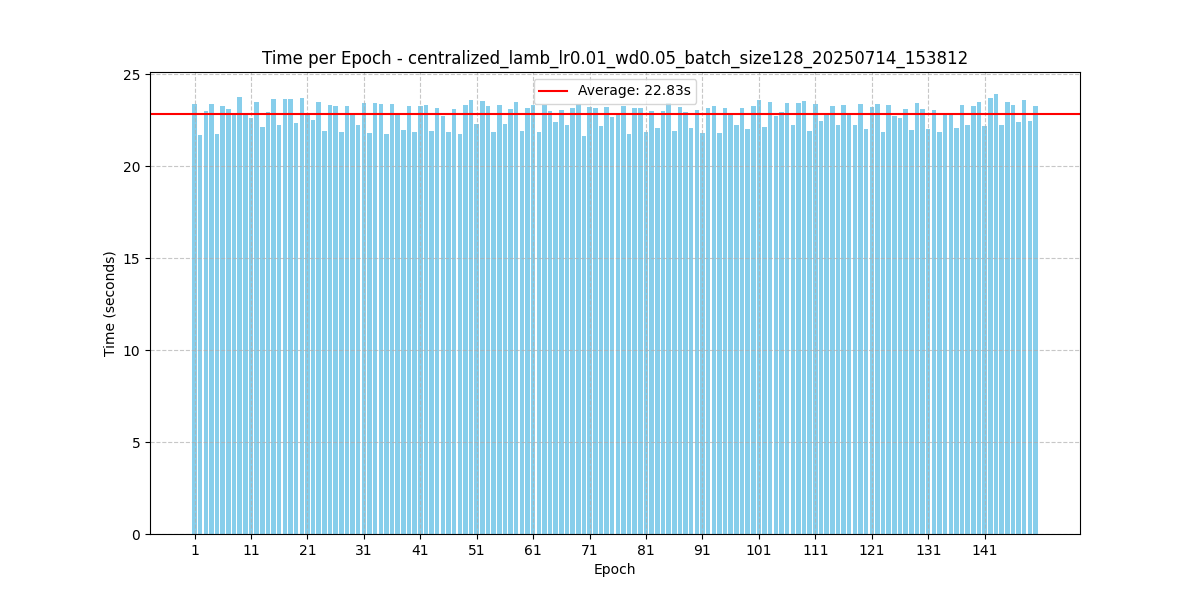 Time per Epoch - centralized_lamb_lr0.01_wd0.05_batch_size128_20250714_153812
Average: 22.83s
25
20
15
10
5
0
Time (seconds)
1 11 21 31 41 51 61 71 81 91 101 111 121 131 141
Epoch